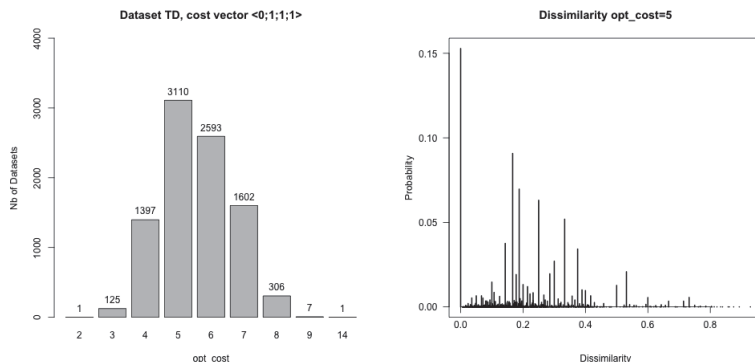 Dataset TD, cost vector <0;1;1;1>
Nb of Datasets
4000
3000
2000
1000
0
1
125
1397
3110
2593
1602
306
7
1
2 3 4 5 6 7 8 9 14
opt_cost
Dissimilarity opt_cost=5
Probability
0.15
0.10
0.05
0.00
0.0 0.2 0.4 0.6 0.8
Dissimilarity